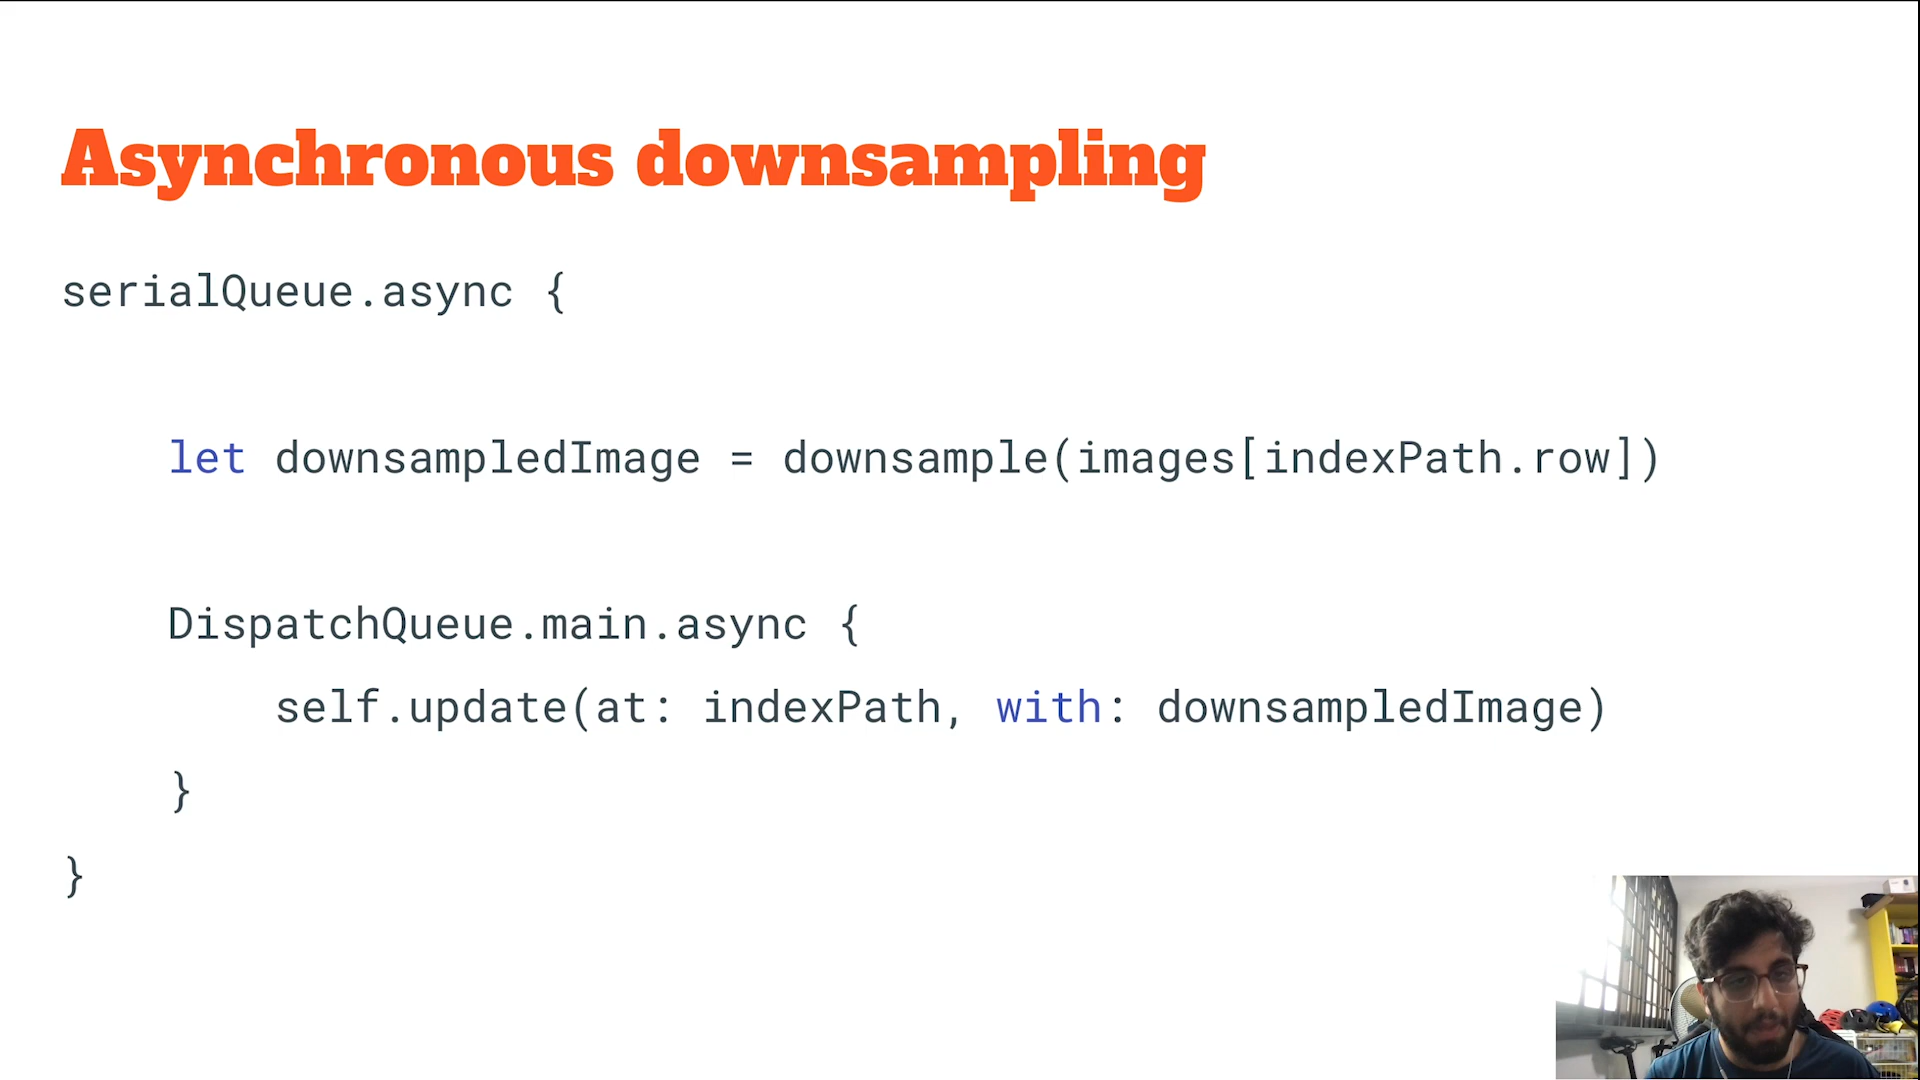 Asynchronous downsampling
serialQueue.async {
let downsampledImage = downsample(images[indexPath.row])
DispatchQueue.main.async {
self.update(at: indexPath, with: downsampledImage)
}
}